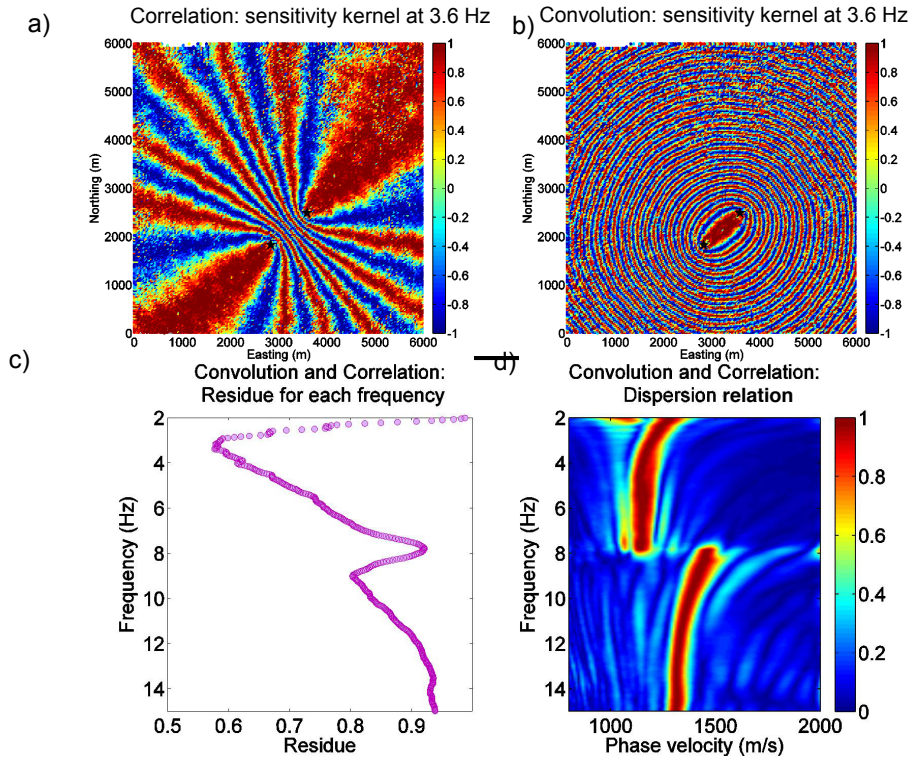 a)
Correlation: sensitivity kernel at 3.6 Hz
6000
5000
4000
3000
2000
1000
0
Northing (m)
0 1000 2000 3000 4000 5000 6000
Easting (m)
1
0.8
0.6
0.4
0.2
0
-0.2
-0.4
-0.6
-0.8
-1
b)
Convolution: sensitivity kernel at 3.6 Hz
6000
5000
4000
3000
2000
1000
0
Northing (m)
0 1000 2000 3000 4000 5000 6000
Easting (m)
1
0.8
0.6
0.4
0.2
0
-0.2
-0.4
-0.6
-0.8
-1
c)
Convolution and Correlation:
Residue for each frequency
2
4
6
8
10
12
14
Frequency (Hz)
0.5 0.6 0.7 0.8 0.9
Residue
d)
Convolution and Correlation:
Dispersion relation
2
4
6
8
10
12
14
Frequency (Hz)
1000 1500 2000
Phase velocity (m/s)
1
0.8
0.6
0.4
0.2
0